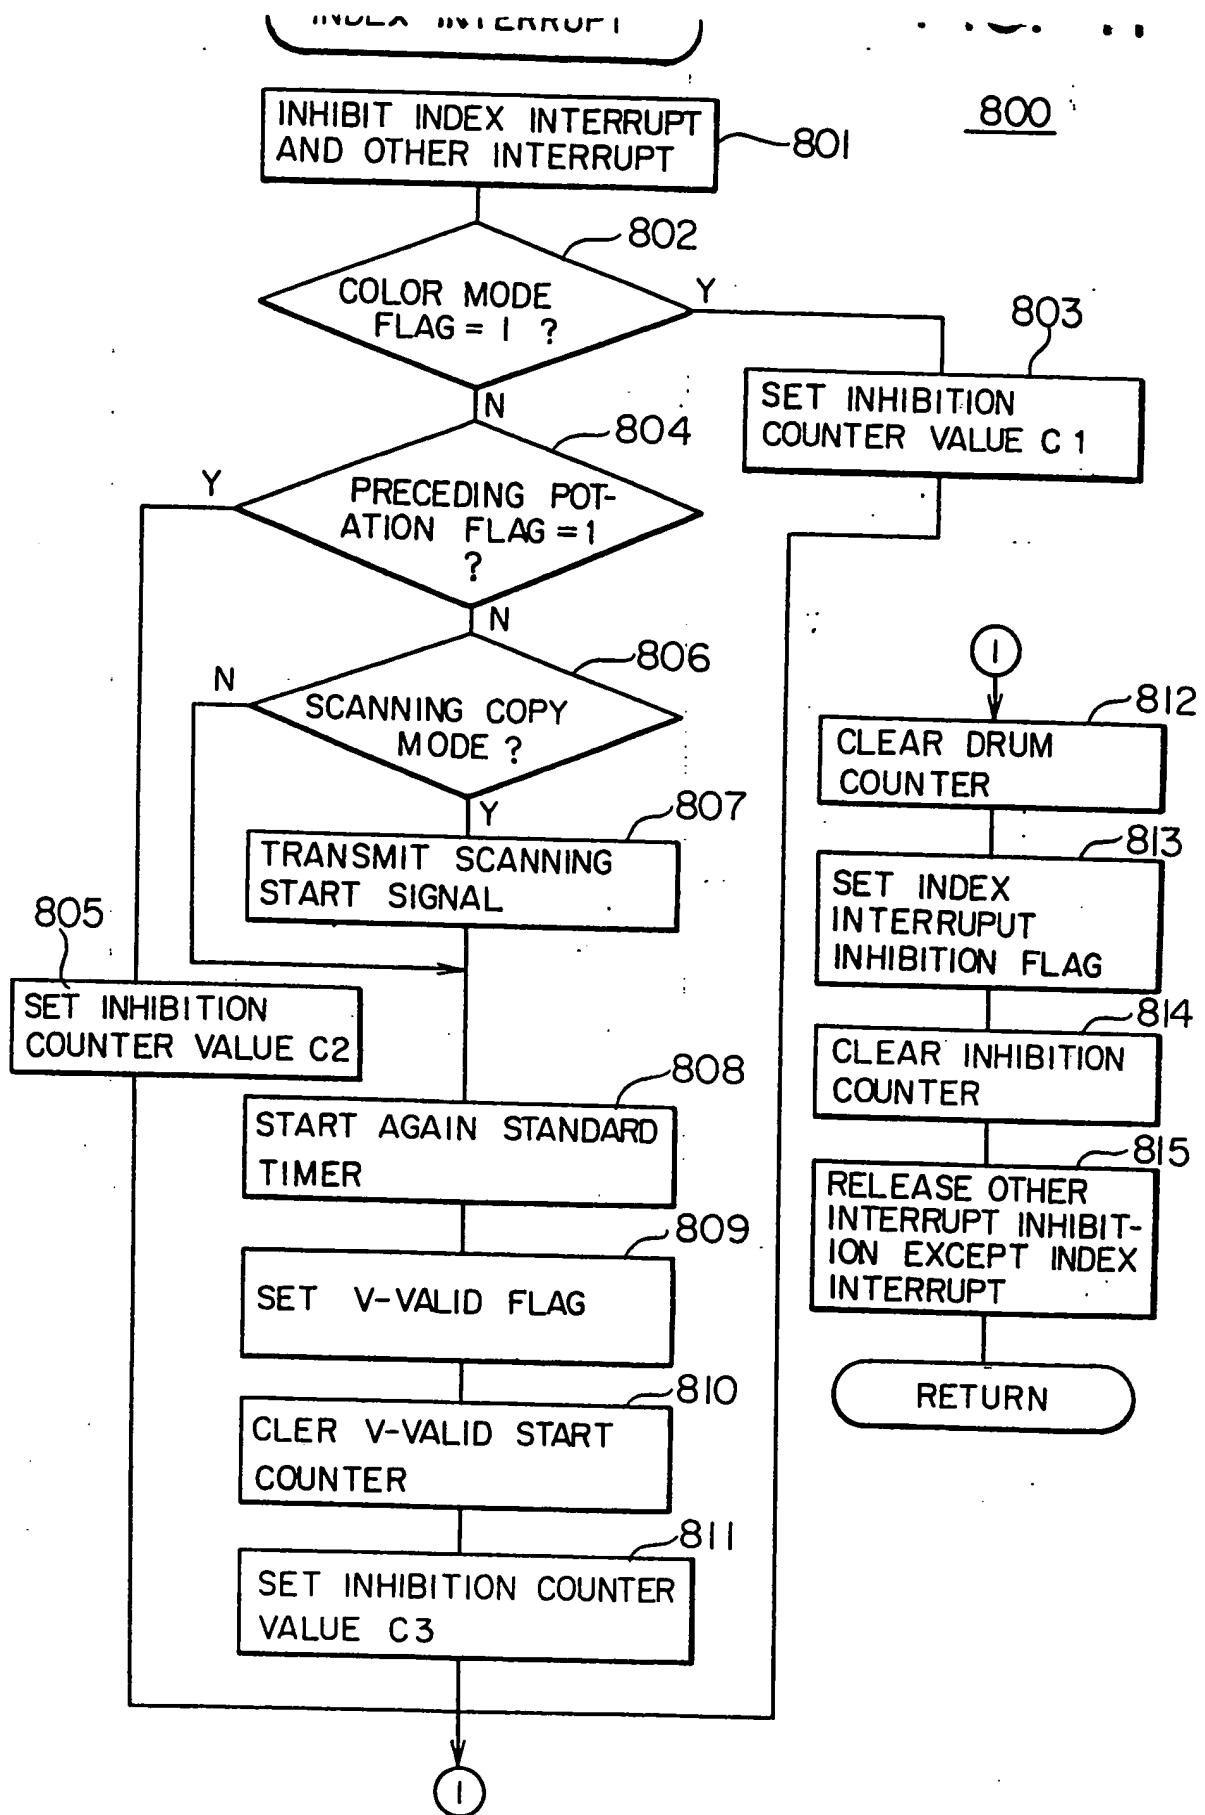 INDEX INTERRUPT
800
INHIBIT INDEX INTERRUPT
AND OTHER INTERRUPT
801
802
COLOR MODE
FLAG = 1 ?
Y
N
803
SET INHIBITION
COUNTER VALUE C1
804
PRECEDING POT-
ATION FLAG = 1
?
Y
N
806
SCANNING COPY
MODE ?
N
Y
807
TRANSMIT SCANNING
START SIGNAL
805
SET INHIBITION
COUNTER VALUE C2
808
START AGAIN STANDARD
TIMER
809
SET V-VALID FLAG
810
CLER V-VALID START
COUNTER
811
SET INHIBITION COUNTER
VALUE C3
1
1
812
CLEAR DRUM
COUNTER
813
SET INDEX
INTERRUPUT
INHIBITION FLAG
814
CLEAR INHIBITION
COUNTER
815
RELEASE OTHER
INTERRUPT INHIBIT-
ION EXCEPT INDEX
INTERRUPT
RETURN